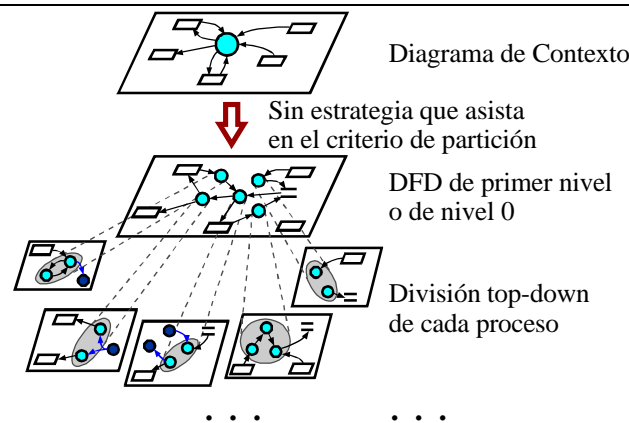 Diagrama de Contexto
Sin estrategia que asista
en el criterio de partición
DFD de primer nivel
o de nivel 0
División top-down
de cada proceso
. . .
. . .